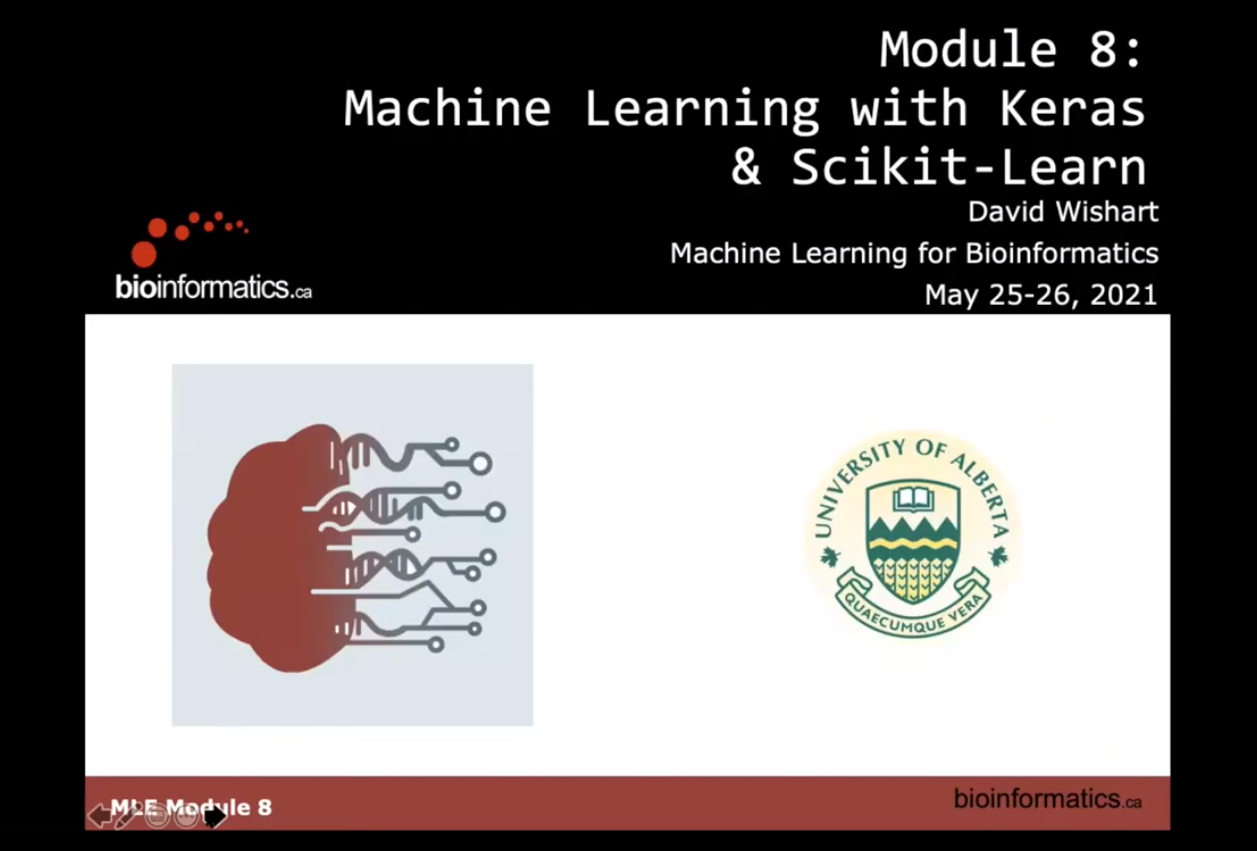 Module 8:
Machine Learning with Keras
& Scikit-Learn
David Wishart
Machine Learning for Bioinformatics
May 25-26, 2021
bioinformatics.ca
UNIVERSITY OF ALBERTA
QUAECUMQUE VERA
MLE Module 8
bioinformatics.ca